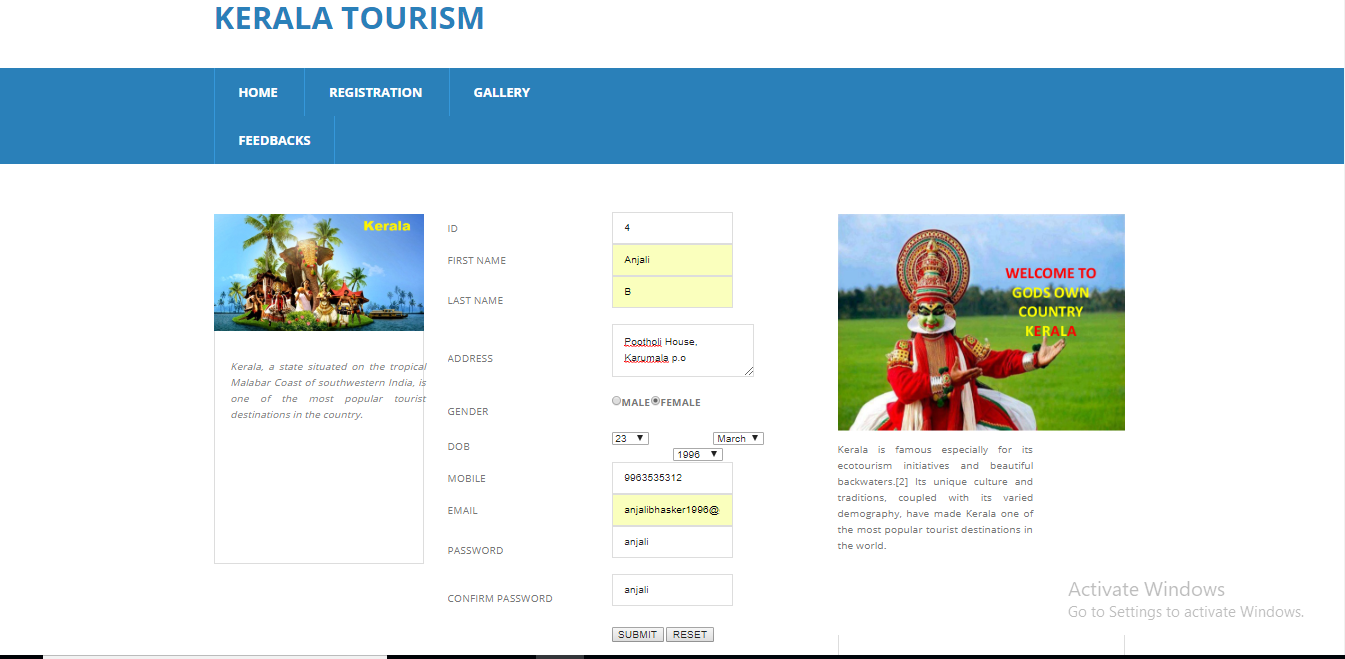 KERALA TOURISM
HOME REGISTRATION GALLERY
FEEDBACKS
Kerala
Kerala, a state situated on the tropical
Malabar Coast of southwestern India, is
one of the most popular tourist
destinations in the country.
ID 4
FIRST NAME Anjali
LAST NAME B
ADDRESS Pootholi House,
Karumala p.o
GENDER MALE FEMALE
DOB 23 March
1996
MOBILE 9963535312
EMAIL anjalibhasker1996@
PASSWORD anjali
CONFIRM PASSWORD anjali
SUBMIT RESET
WELCOME TO
GODS OWN
COUNTRY
KERALA
Kerala is famous especially for its
ecotourism initiatives and beautiful
backwaters.[2] Its unique culture and
traditions, coupled with its varied
demography, have made Kerala one of
the most popular tourist destinations in
the world.
Activate Windows
Go to Settings to activate Windows.